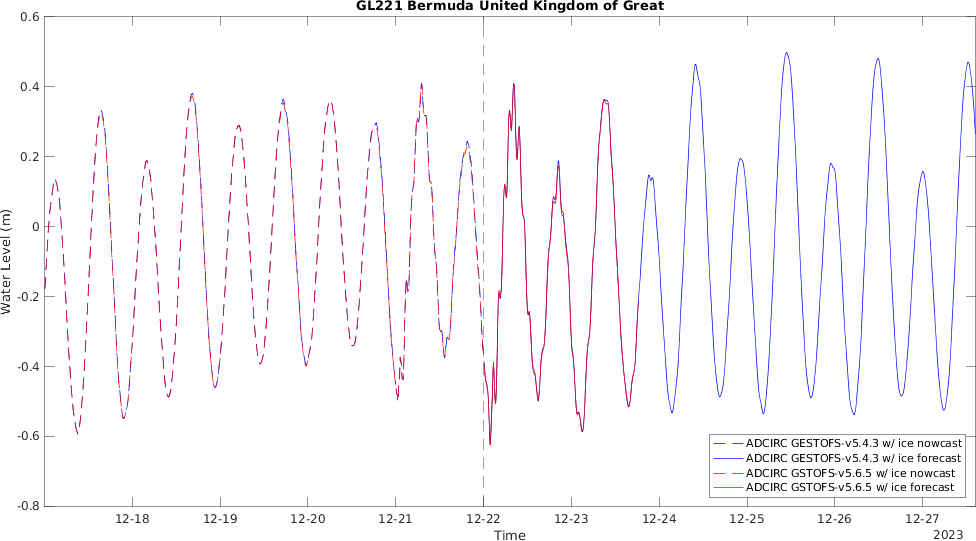 GL221 Bermuda United Kingdom of Great
0.6
0.4
0.2
0
-0.2
-0.4
-0.6
-0.8
Water Level (m)
ADCIRC GESTOFS-v5.4.3 w/ ice nowcast
ADCIRC GESTOFS-v5.4.3 w/ ice forecast
ADCIRC GSTOFS-v5.6.5 w/ ice nowcast
ADCIRC GSTOFS-v5.6.5 w/ ice forecast
12-18 12-19 12-20 12-21 12-22 12-23 12-24 12-25 12-26 12-27
Time
2023